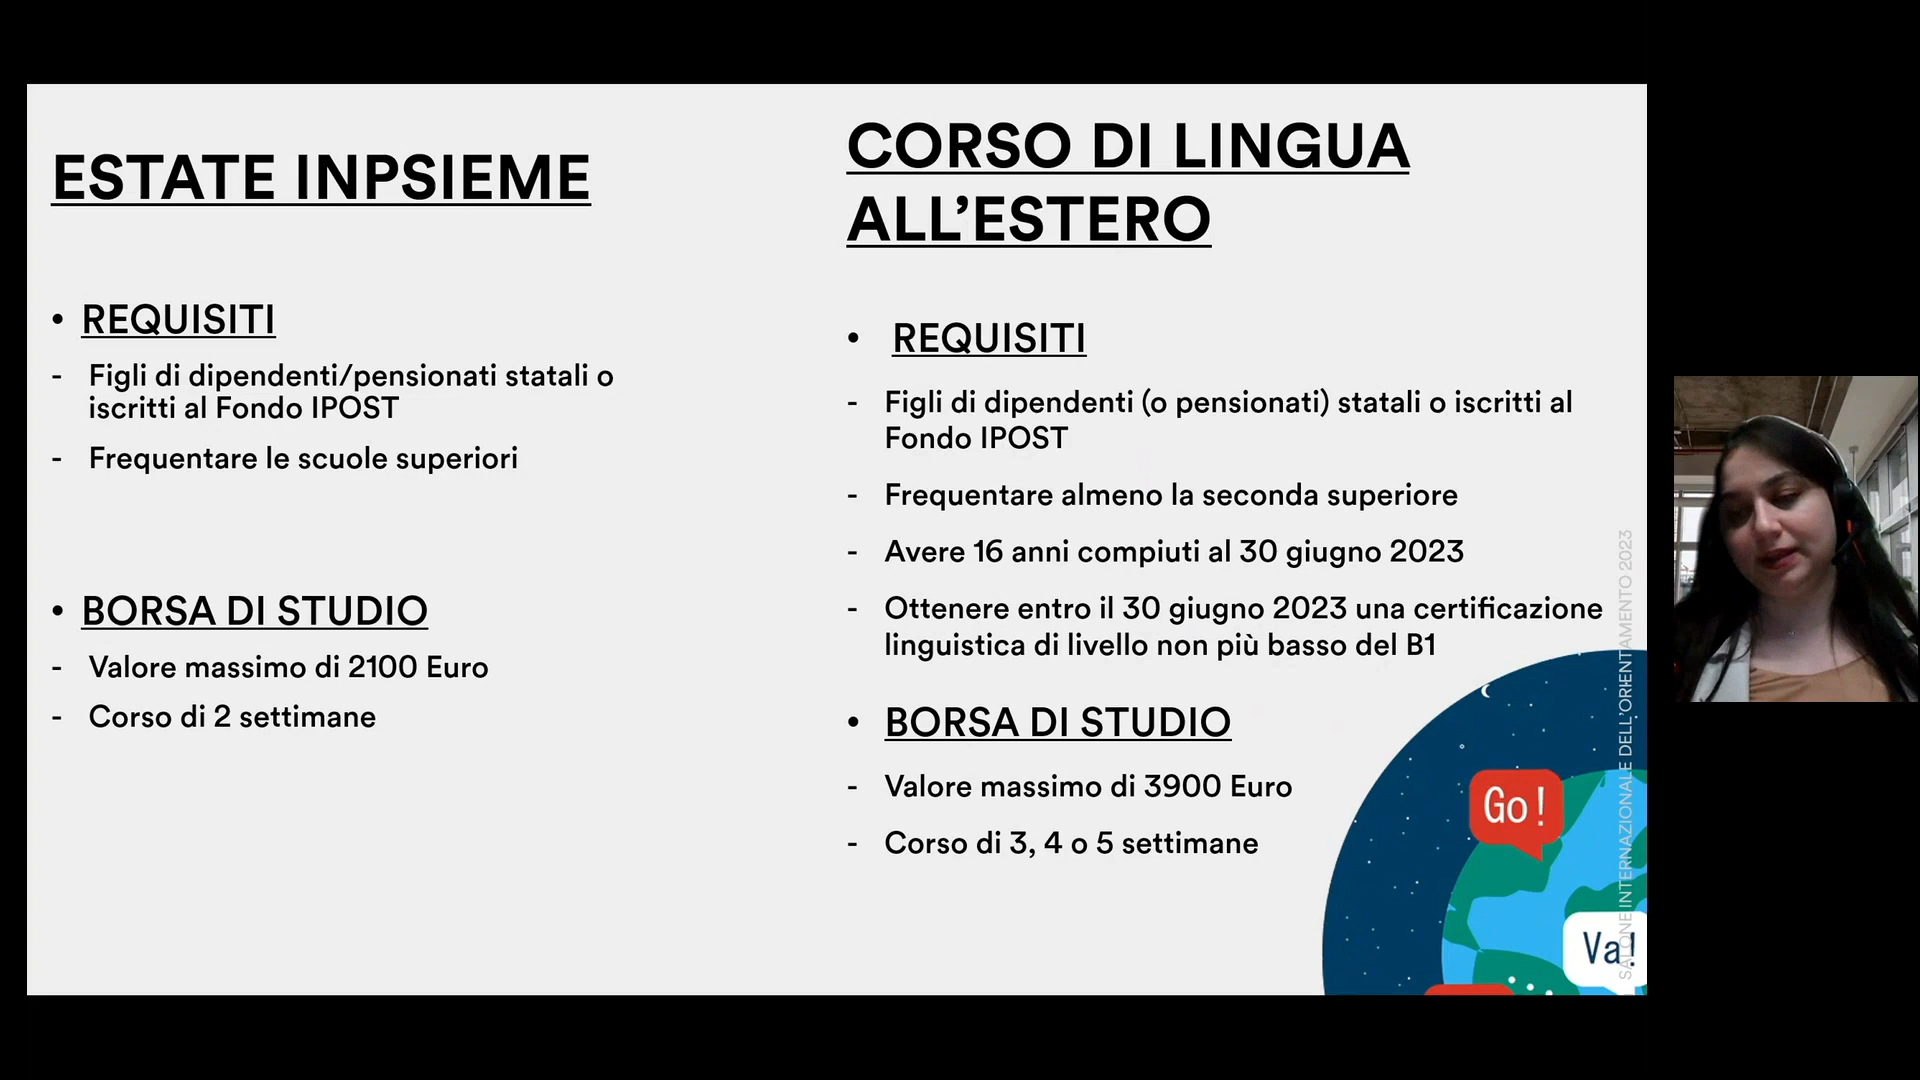 ESTATE INPSIEME
• REQUISITI
- Figli di dipendenti/pensionati statali o
iscritti al Fondo IPOST
- Frequentare le scuole superiori
• BORSA DI STUDIO
- Valore massimo di 2100 Euro
- Corso di 2 settimane
CORSO DI LINGUA
ALL’ESTERO
• REQUISITI
- Figli di dipendenti (o pensionati) statali o iscritti al
Fondo IPOST
- Frequentare almeno la seconda superiore
- Avere 16 anni compiuti al 30 giugno 2023
- Ottenere entro il 30 giugno 2023 una certificazione
linguistica di livello non più basso del B1
• BORSA DI STUDIO
- Valore massimo di 3900 Euro
- Corso di 3, 4 o 5 settimane
Go!
Va!
SALONE INTERNAZIONALE DELL’ORIENTAMENTO 2023